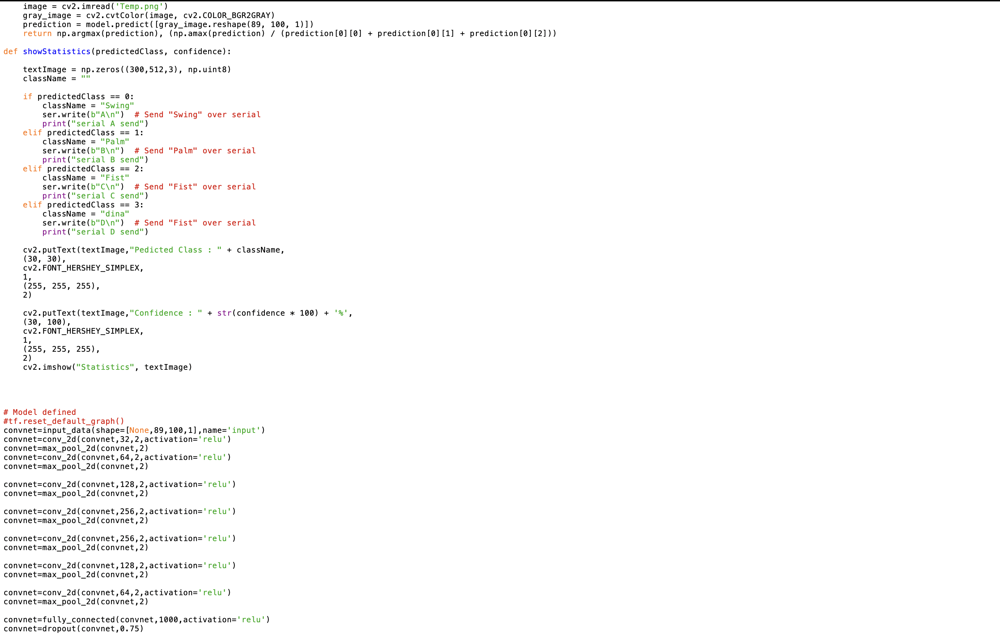 image = cv2.imread('Temp.png')
    gray_image = cv2.cvtColor(image, cv2.COLOR_BGR2GRAY)
    prediction = model.predict([gray_image.reshape(89, 100, 1)])
    return np.argmax(prediction), (np.amax(prediction) / (prediction[0][0] + prediction[0][1] + prediction[0][2]))

def showStatistics(predictedClass, confidence):

    textImage = np.zeros((300,512,3), np.uint8)
    className = ""

    if predictedClass == 0:
        className = "Swing"
        ser.write(b"A\n")  # Send "Swing" over serial
        print("serial A send")
    elif predictedClass == 1:
        className = "Palm"
        ser.write(b"B\n")  # Send "Palm" over serial
        print("serial B send")
    elif predictedClass == 2:
        className = "Fist"
        ser.write(b"C\n")  # Send "Fist" over serial
        print("serial C send")
    elif predictedClass == 3:
        className = "dina"
        ser.write(b"D\n")  # Send "Fist" over serial
        print("serial D send")

    cv2.putText(textImage,"Pedicted Class : " + className,
    (30, 30),
    cv2.FONT_HERSHEY_SIMPLEX,
    1,
    (255, 255, 255),
    2)

    cv2.putText(textImage,"Confidence : " + str(confidence * 100) + '%',
    (30, 100),
    cv2.FONT_HERSHEY_SIMPLEX,
    1,
    (255, 255, 255),
    2)
    cv2.imshow("Statistics", textImage)

# Model defined
#tf.reset_default_graph()
convnet=input_data(shape=[None,89,100,1],name='input')
convnet=conv_2d(convnet,32,2,activation='relu')
convnet=max_pool_2d(convnet,2)
convnet=conv_2d(convnet,64,2,activation='relu')
convnet=max_pool_2d(convnet,2)

convnet=conv_2d(convnet,128,2,activation='relu')
convnet=max_pool_2d(convnet,2)

convnet=conv_2d(convnet,256,2,activation='relu')
convnet=max_pool_2d(convnet,2)

convnet=conv_2d(convnet,256,2,activation='relu')
convnet=max_pool_2d(convnet,2)

convnet=conv_2d(convnet,128,2,activation='relu')
convnet=max_pool_2d(convnet,2)

convnet=conv_2d(convnet,64,2,activation='relu')
convnet=max_pool_2d(convnet,2)

convnet=fully_connected(convnet,1000,activation='relu')
convnet=dropout(convnet,0.75)